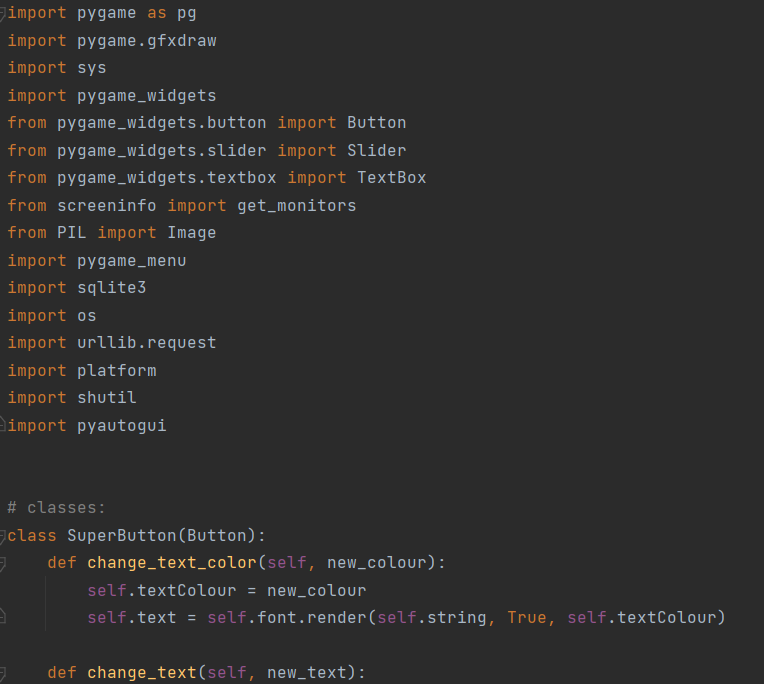 import pygame as pg
import pygame.gfxdraw
import sys
import pygame_widgets
from pygame_widgets.button import Button
from pygame_widgets.slider import Slider
from pygame_widgets.textbox import TextBox
from screeninfo import get_monitors
from PIL import Image
import pygame_menu
import sqlite3
import os
import urllib.request
import platform
import shutil
import pyautogui
# classes:
class SuperButton(Button):
    def change_text_color(self, new_colour):
        self.textColour = new_colour
        self.text = self.font.render(self.string, True, self.textColour)
    def change_text(self, new_text):